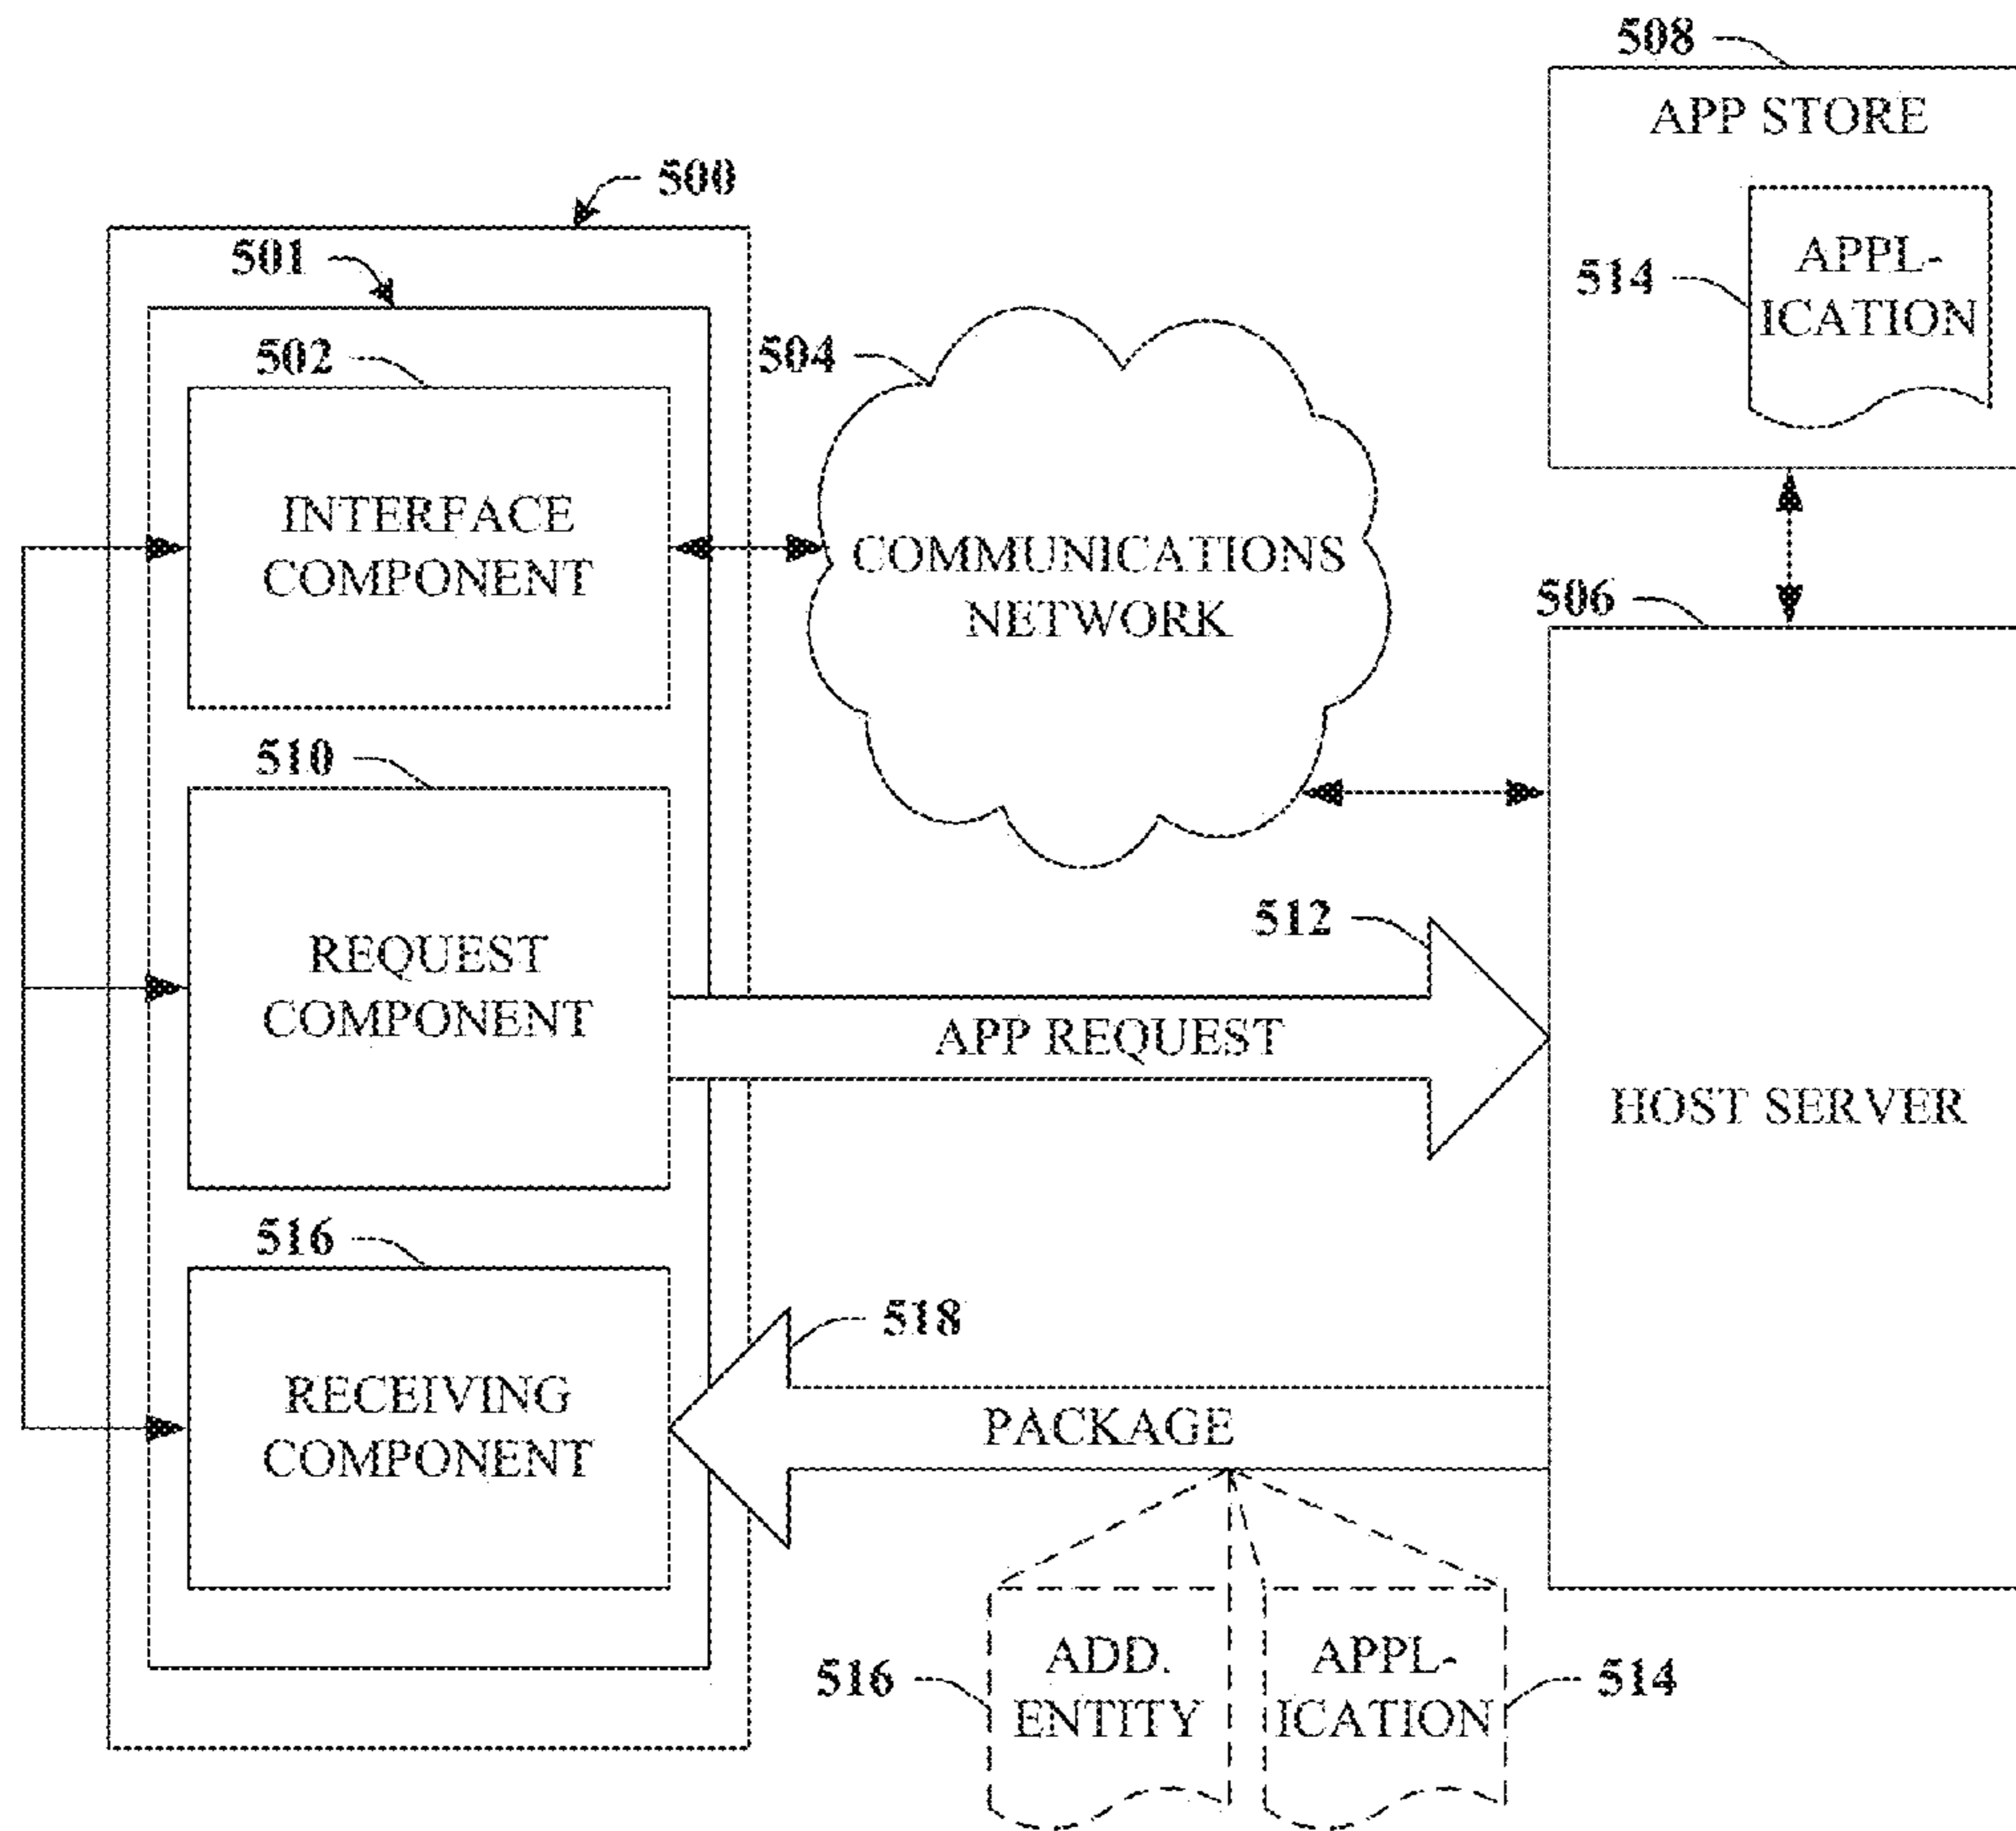 508
APP STORE
514
APPL-
ICATION
500
501
502
INTERFACE
COMPONENT
504
COMMUNICATIONS
NETWORK
506
HOST SERVER
510
REQUEST
COMPONENT
512
APP REQUEST
516
RECEIVING
COMPONENT
518
PACKAGE
516
ADD.
ENTITY
APPL-
ICATION
514